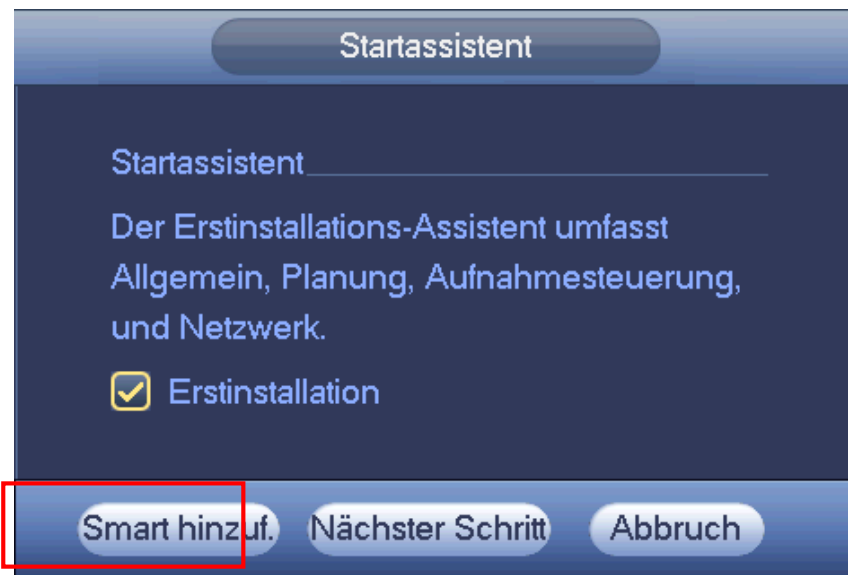 Startassistent
Startassistent
Der Erstinstallations-Assistent umfasst
Allgemein, Planung, Aufnahmesteuerung,
und Netzwerk.
Erstinstallation
Smart hinzuf. Nächster Schritt Abbruch